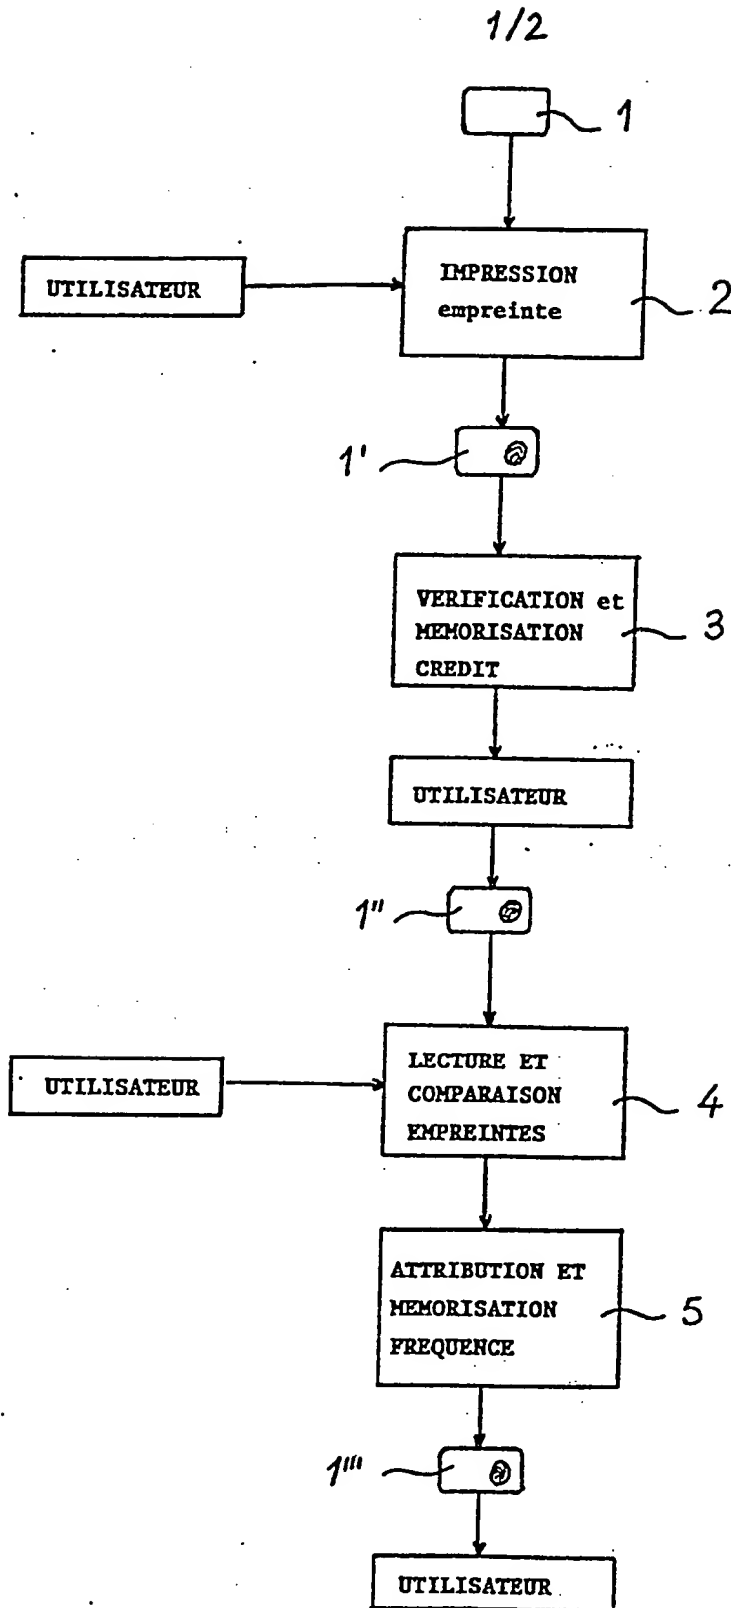 1/2
1
UTILISATEUR
IMPRESSION
empreinte
2
1'
VERIFICATION et
MEMORISATION
CREDIT
3
UTILISATEUR
1"
UTILISATEUR
LECTURE ET
COMPARAISON
EMPREINTES
4
ATTRIBUTION ET
MEMORISATION
FREQUENCE
5
1'''
UTILISATEUR